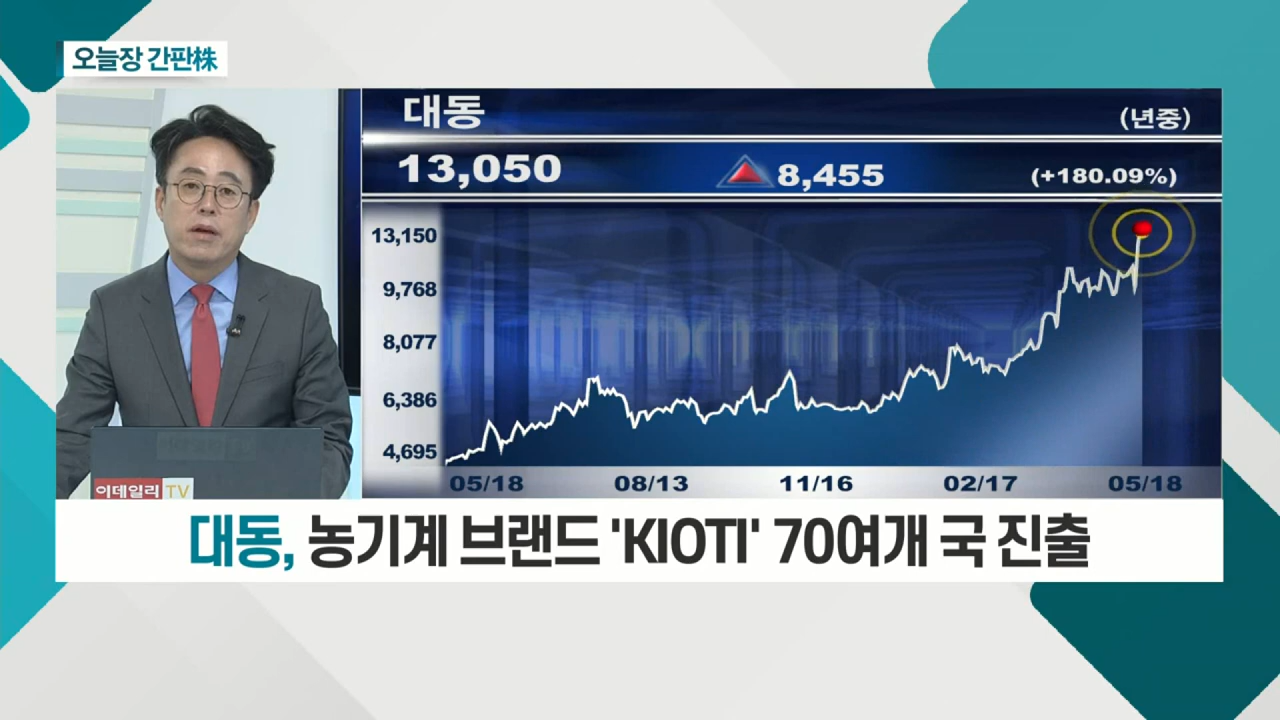 오늘장 간판株
대동
(년중)
13,050 ▲ 8,455 (+180.09%)
13,150
9,768
8,077
6,386
4,695
05/18 08/13 11/16 02/17 05/18
이데일리TV
대동, 농기계 브랜드 'KIOTI' 70여개 국 진출